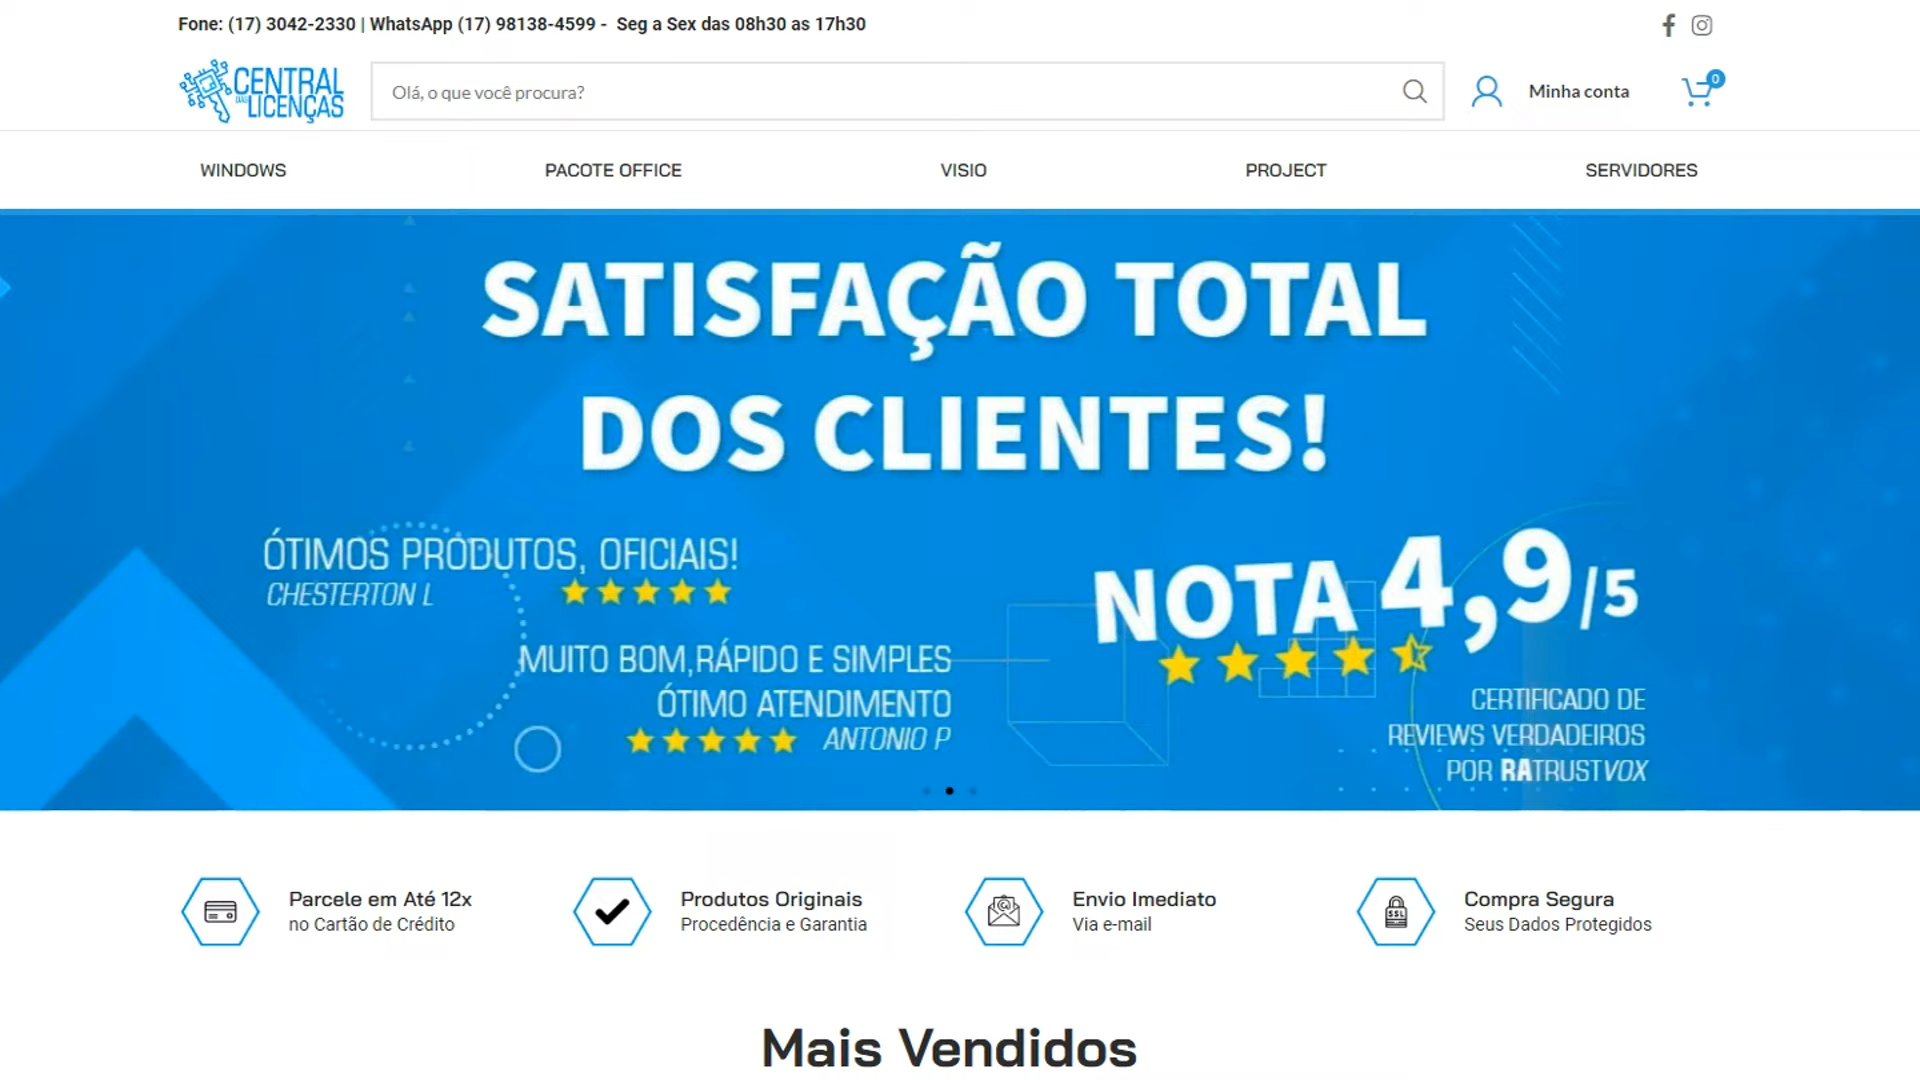 Fone: (17) 3042-2330 | WhatsApp (17) 98138-4599 -  Seg a Sex das 08h30 as 17h30
CENTRAL
DAS
LICENÇAS
Olá, o que você procura?
Minha conta
0
WINDOWS
PACOTE OFFICE
VISIO
PROJECT
SERVIDORES
SATISFAÇÃO TOTAL
DOS CLIENTES!
ÓTIMOS PRODUTOS, OFICIAIS!
CHESTERTON L
MUITO BOM,RÁPIDO E SIMPLES
ÓTIMO ATENDIMENTO
ANTONIO P
NOTA 4,9/5
CERTIFICADO DE
REVIEWS VERDADEIROS
POR RATRUSTVOX
Parcele em Até 12x
no Cartão de Crédito
Produtos Originais
Procedência e Garantia
Envio Imediato
Via e-mail
SSL
Compra Segura
Seus Dados Protegidos
Mais Vendidos